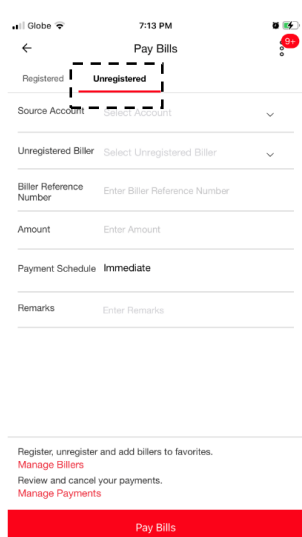 Globe 7:13 PM
Pay Bills
9+
Registered Unregistered
Source Account Select Account
Unregistered Biller Select Unregistered Biller
Biller Reference
Number
Enter Biller Reference Number
Amount Enter Amount
Payment Schedule Immediate
Remarks Enter Remarks
Register, unregister and add billers to favorites.
Manage Billers
Review and cancel your payments.
Manage Payments
Pay Bills